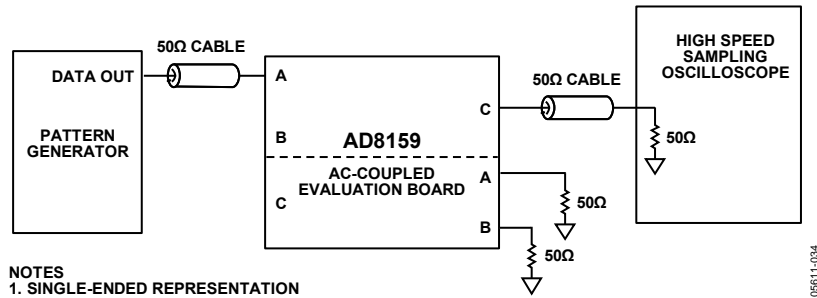 50Ω CABLE
DATA OUT
PATTERN
GENERATOR
A
B
C
AD8159
AC-COUPLED
EVALUATION BOARD
C
A
B
50Ω CABLE
50Ω
50Ω
HIGH SPEED
SAMPLING
OSCILLOSCOPE
50Ω
NOTES
1. SINGLE-ENDED REPRESENTATION
05611-034